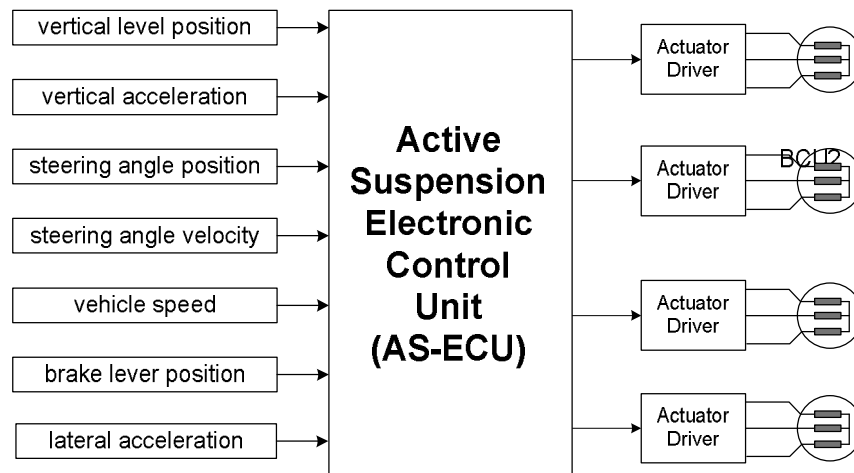 vertical level position
vertical acceleration
steering angle position
steering angle velocity
vehicle speed
brake lever position
lateral acceleration
Active
Suspension
Electronic
Control
Unit
(AS-ECU)
Actuator
Driver
Actuator
Driver
BCU2
Actuator
Driver
Actuator
Driver